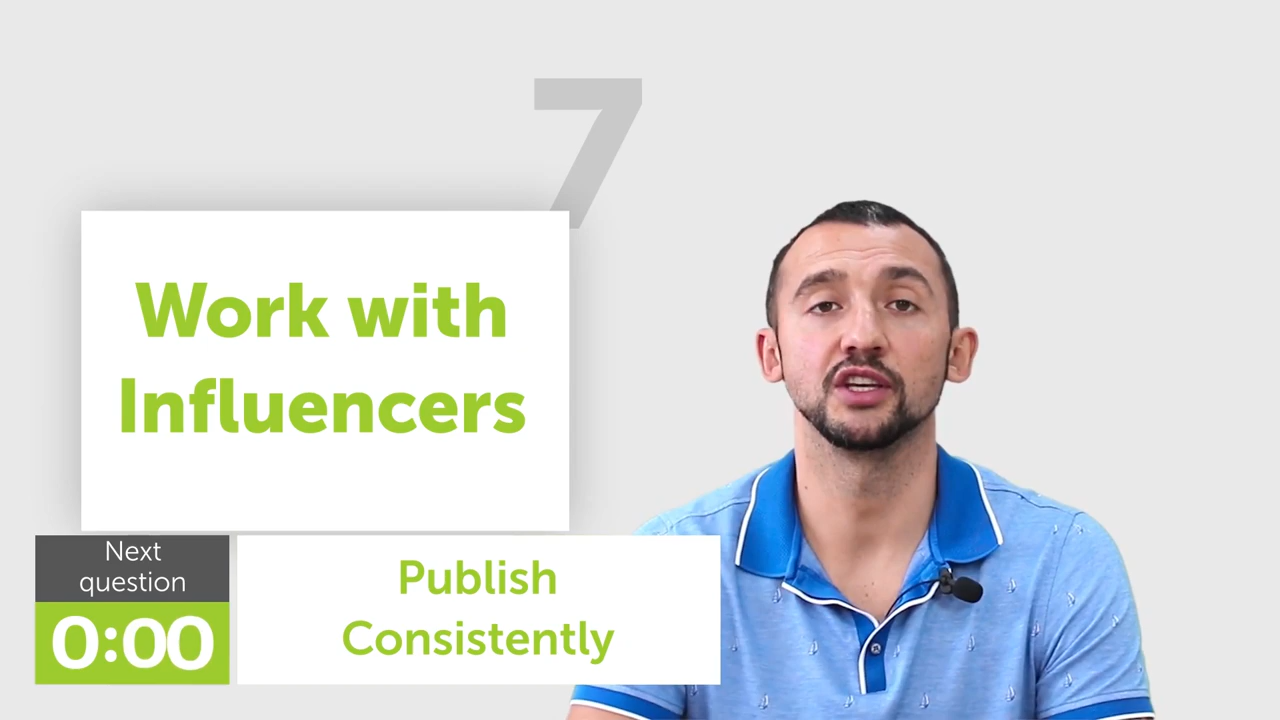 7
Work with
Influencers
Next
question
0:00
Publish
Consistently